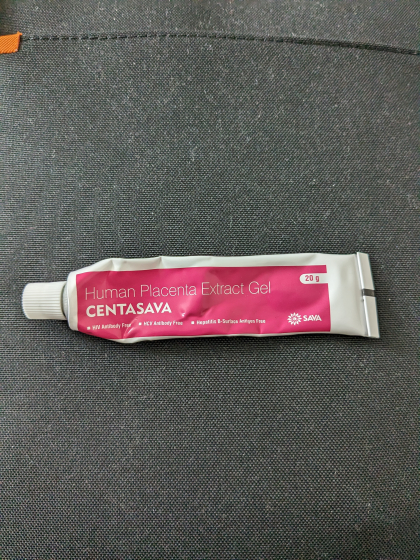 20 g
Human Placenta Extract Gel
CENTASAVA
• HIV Antibody Free • HCV Antibody Free • Hepatitis B-Surface Antigen Free
SAVA